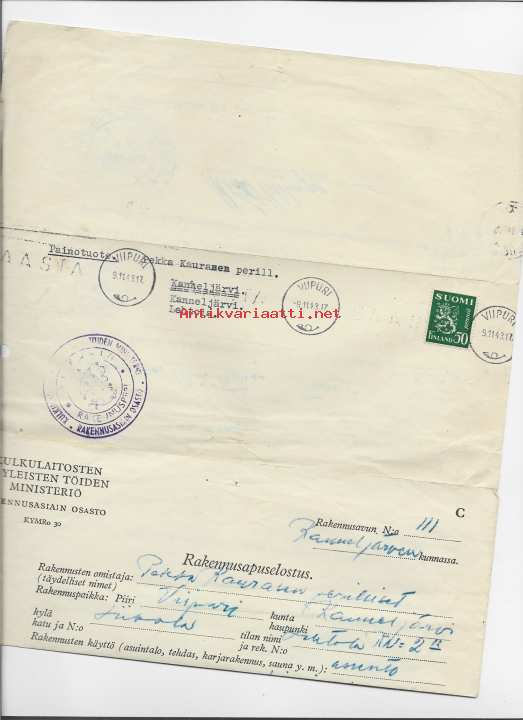 Painotuote. Pekka Kauranen perill.
Kanneljärvi.
Kanneljärvi.
VIIPURI
9.11.43.17
VIIPURI
9.11.43.17
VIIPURI
9.11.43.17
SUOMI
FINLAND 50
Antikvariaatti.net
RAKENNUSASIAIN OSASTO
KULKULAITOSTEN
YLEISTEN TÖIDEN
MINISTERIÖ
RAKENNUSASIAIN OSASTO
KYMRo 30
C
Rakennusavun N:o III
Kanneljärven kunnassa.
Rakennusapuselostus.
Rakennusten omistaja: Pekka Kaurasen perilliset
(täydelliset nimet)
Rakennuspaikka: Piiri Viipuri kunta Kanneljärvi
kaupunki
kylä
katu ja N:o tilan nimi
ja rek. N:o
Rakennusten käyttö (asuintalo, tehdas, karjarakennus, sauna y. m.): asunto